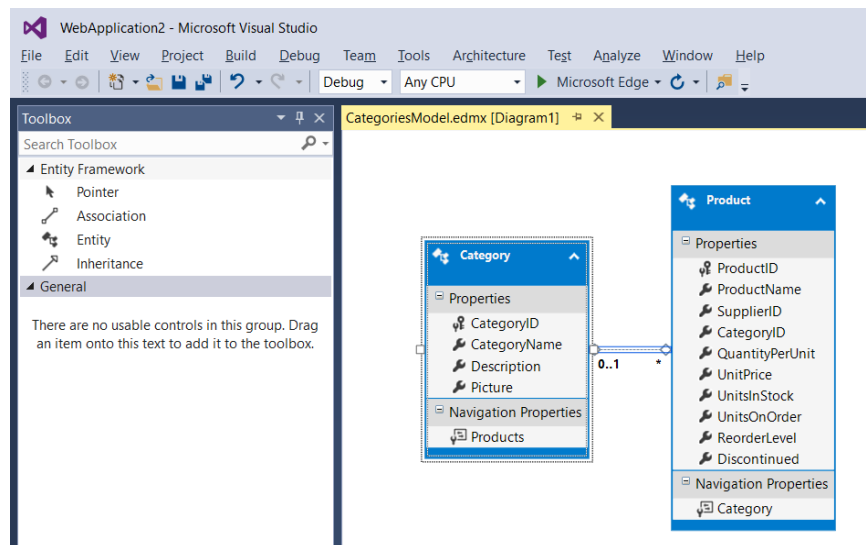 WebApplication2 - Microsoft Visual Studio
File Edit View Project Build Debug Team Tools Architecture Test Analyze Window Help
Debug Any CPU Microsoft Edge
Toolbox
Search Toolbox
Entity Framework
Pointer
Association
Entity
Inheritance
General
There are no usable controls in this group. Drag
an item onto this text to add it to the toolbox.
CategoriesModel.edmx [Diagram1]
Category
Properties
CategoryID
CategoryName
Description
Picture
Navigation Properties
Products
0..1 *
Product
Properties
ProductID
ProductName
SupplierID
CategoryID
QuantityPerUnit
UnitPrice
UnitsInStock
UnitsOnOrder
ReorderLevel
Discontinued
Navigation Properties
Category